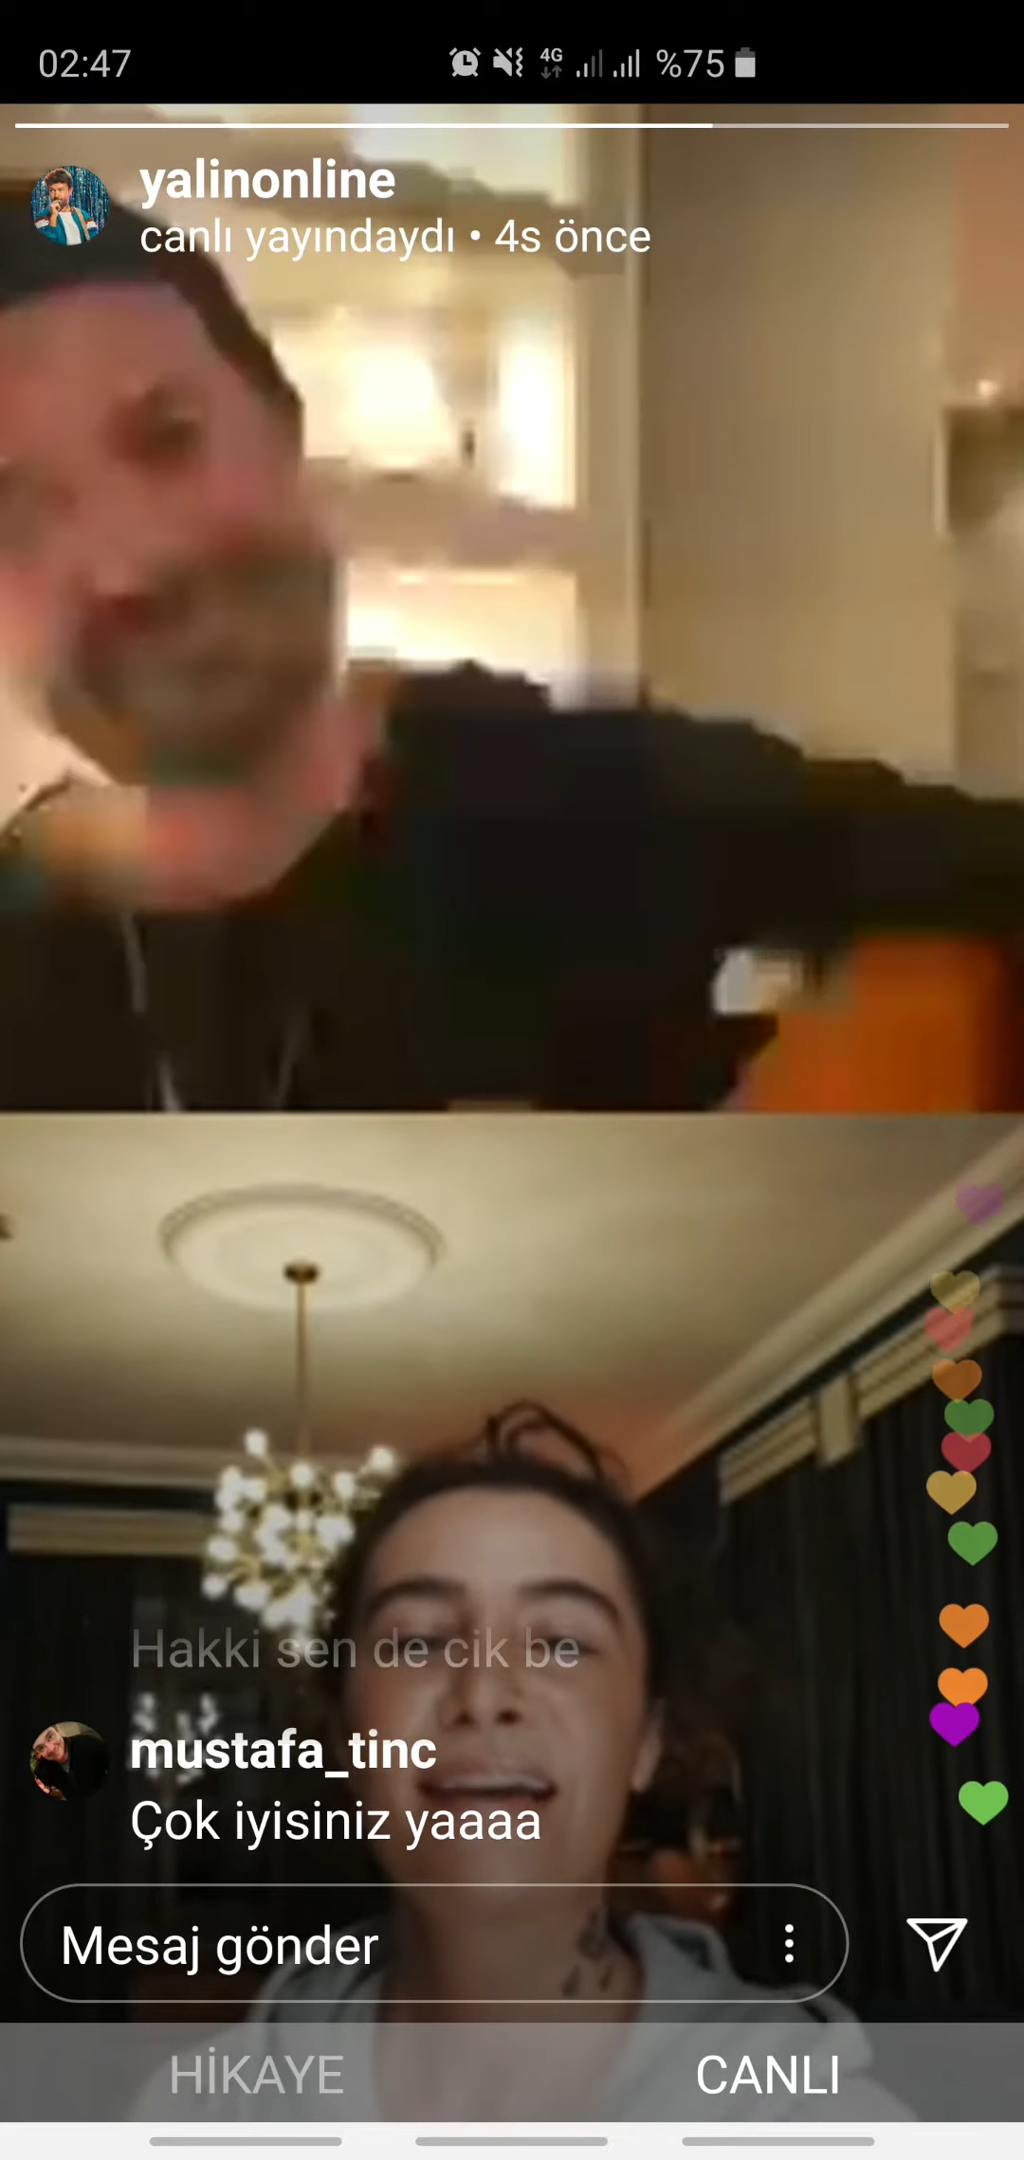 02:47
4G
%75
yalinonline
canlı yayındaydı • 4s önce
Hakki sen de cik be
mustafa_tinc
Çok iyisiniz yaaaa
Mesaj gönder
HİKAYE
CANLI